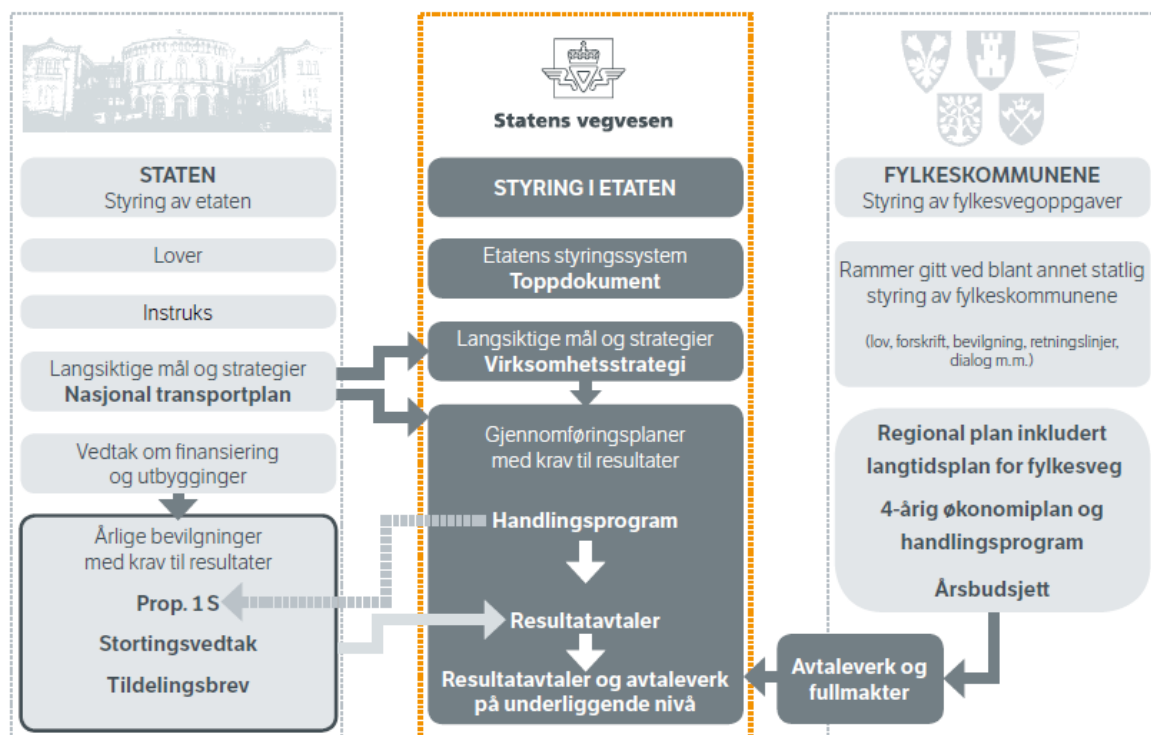 STATEN
Styring av etaten
Lover
Instruks
Langsiktige mål og strategier
Nasjonal transportplan
Vedtak om finansiering
og utbygginger
Årlige bevilgninger
med krav til resultater
Prop. 1 S
Stortingsvedtak
Tildelingsbrev
Statens vegvesen
STYRING I ETATEN
Etatens styringssystem
Toppdokument
Langsiktige mål og strategier
Virksomhetsstrategi
Gjennomføringsplaner
med krav til resultater
Handlingsprogram
Resultatavtaler
Resultatavtaler og avtaleverk
på underliggende nivå
FYLKESKOMMUNENE
Styring av fylkesvegoppgaver
Rammer gitt ved blant annet statlig
styring av fylkeskommunene
(lov, forskrift, bevilgning, retningslinjer,
dialog m.m.)
Regional plan inkludert
langtidsplan for fylkesveg
4-årig økonomiplan og
handlingsprogram
Årsbudsjett
Avtaleverk og
fullmakter